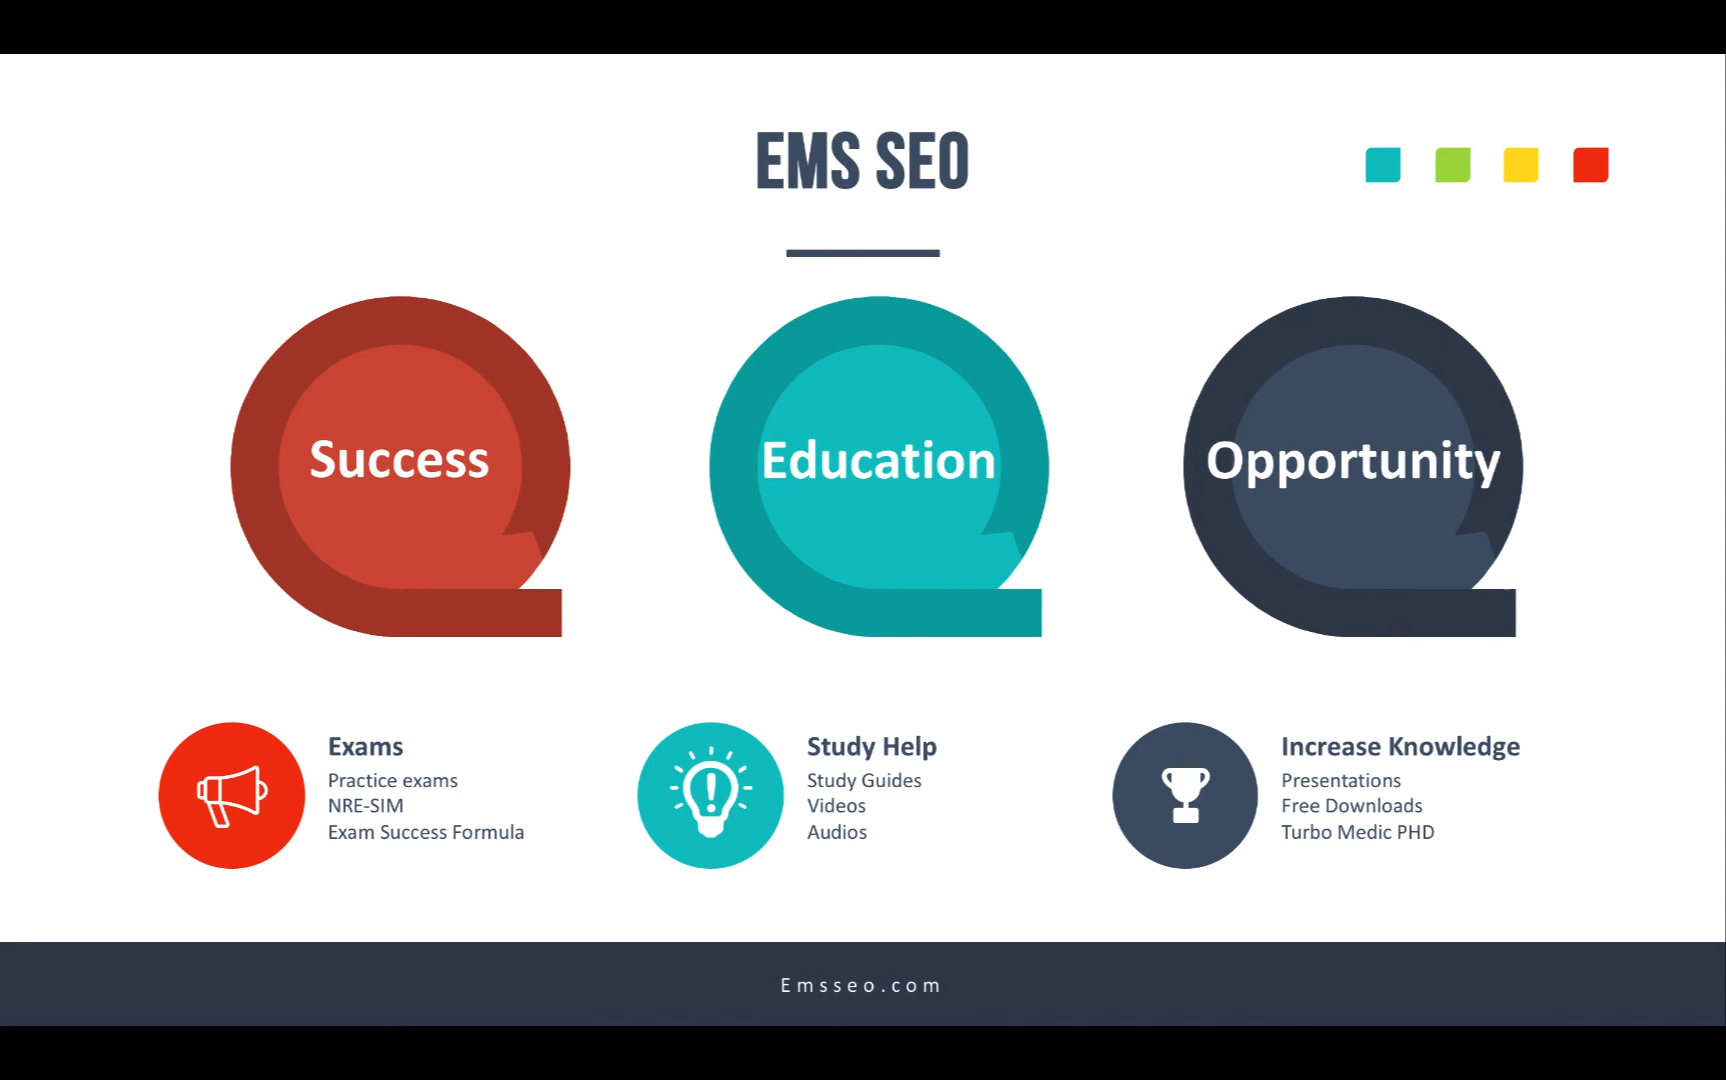 EMS SEO
Success
Education
Opportunity
Exams
Practice exams
NRE-SIM
Exam Success Formula
Study Help
Study Guides
Videos
Audios
Increase Knowledge
Presentations
Free Downloads
Turbo Medic PHD
Emsseo.com